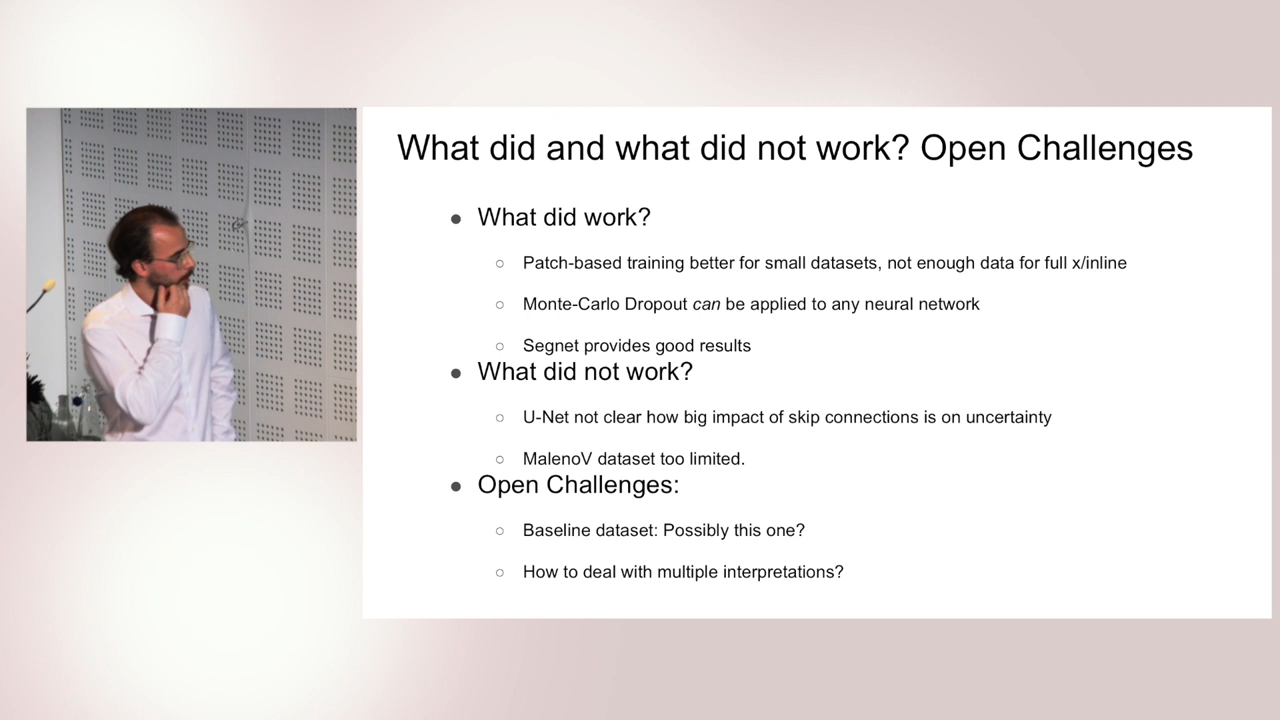 What did and what did not work? Open Challenges
● What did work?
○ Patch-based training better for small datasets, not enough data for full x/inline
○ Monte-Carlo Dropout can be applied to any neural network
○ Segnet provides good results
● What did not work?
○ U-Net not clear how big impact of skip connections is on uncertainty
○ MalenoV dataset too limited.
● Open Challenges:
○ Baseline dataset: Possibly this one?
○ How to deal with multiple interpretations?